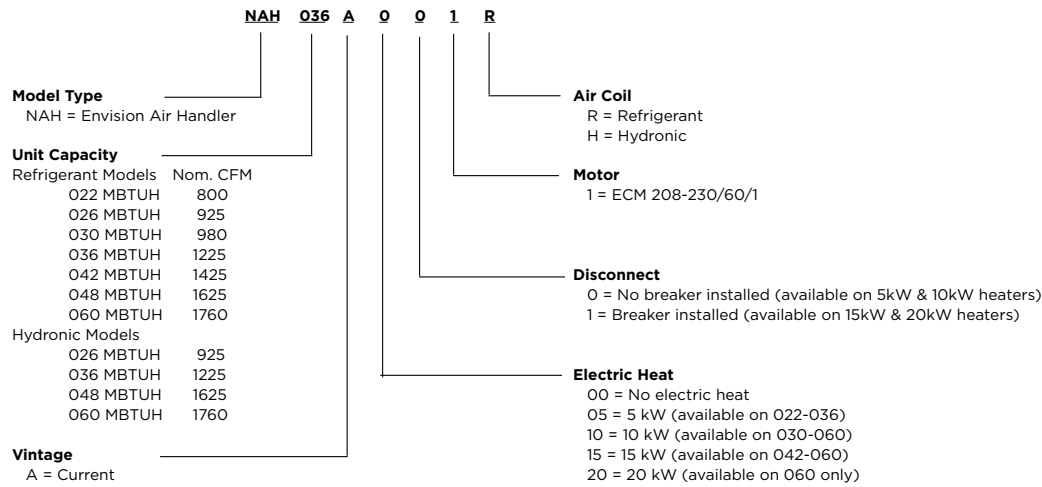 NAH 036 A 0 0 1 R
Model Type
NAH = Envision Air Handler
Unit Capacity
Refrigerant Models Nom. CFM
022 MBTUH 800
026 MBTUH 925
030 MBTUH 980
036 MBTUH 1225
042 MBTUH 1425
048 MBTUH 1625
060 MBTUH 1760
Hydronic Models
026 MBTUH 925
036 MBTUH 1225
048 MBTUH 1625
060 MBTUH 1760
Vintage
A = Current
Air Coil
R = Refrigerant
H = Hydronic
Motor
1 = ECM 208-230/60/1
Disconnect
0 = No breaker installed (available on 5kW & 10kW heaters)
1 = Breaker installed (available on 15kW & 20kW heaters)
Electric Heat
00 = No electric heat
05 = 5 kW (available on 022-036)
10 = 10 kW (available on 030-060)
15 = 15 kW (available on 042-060)
20 = 20 kW (available on 060 only)